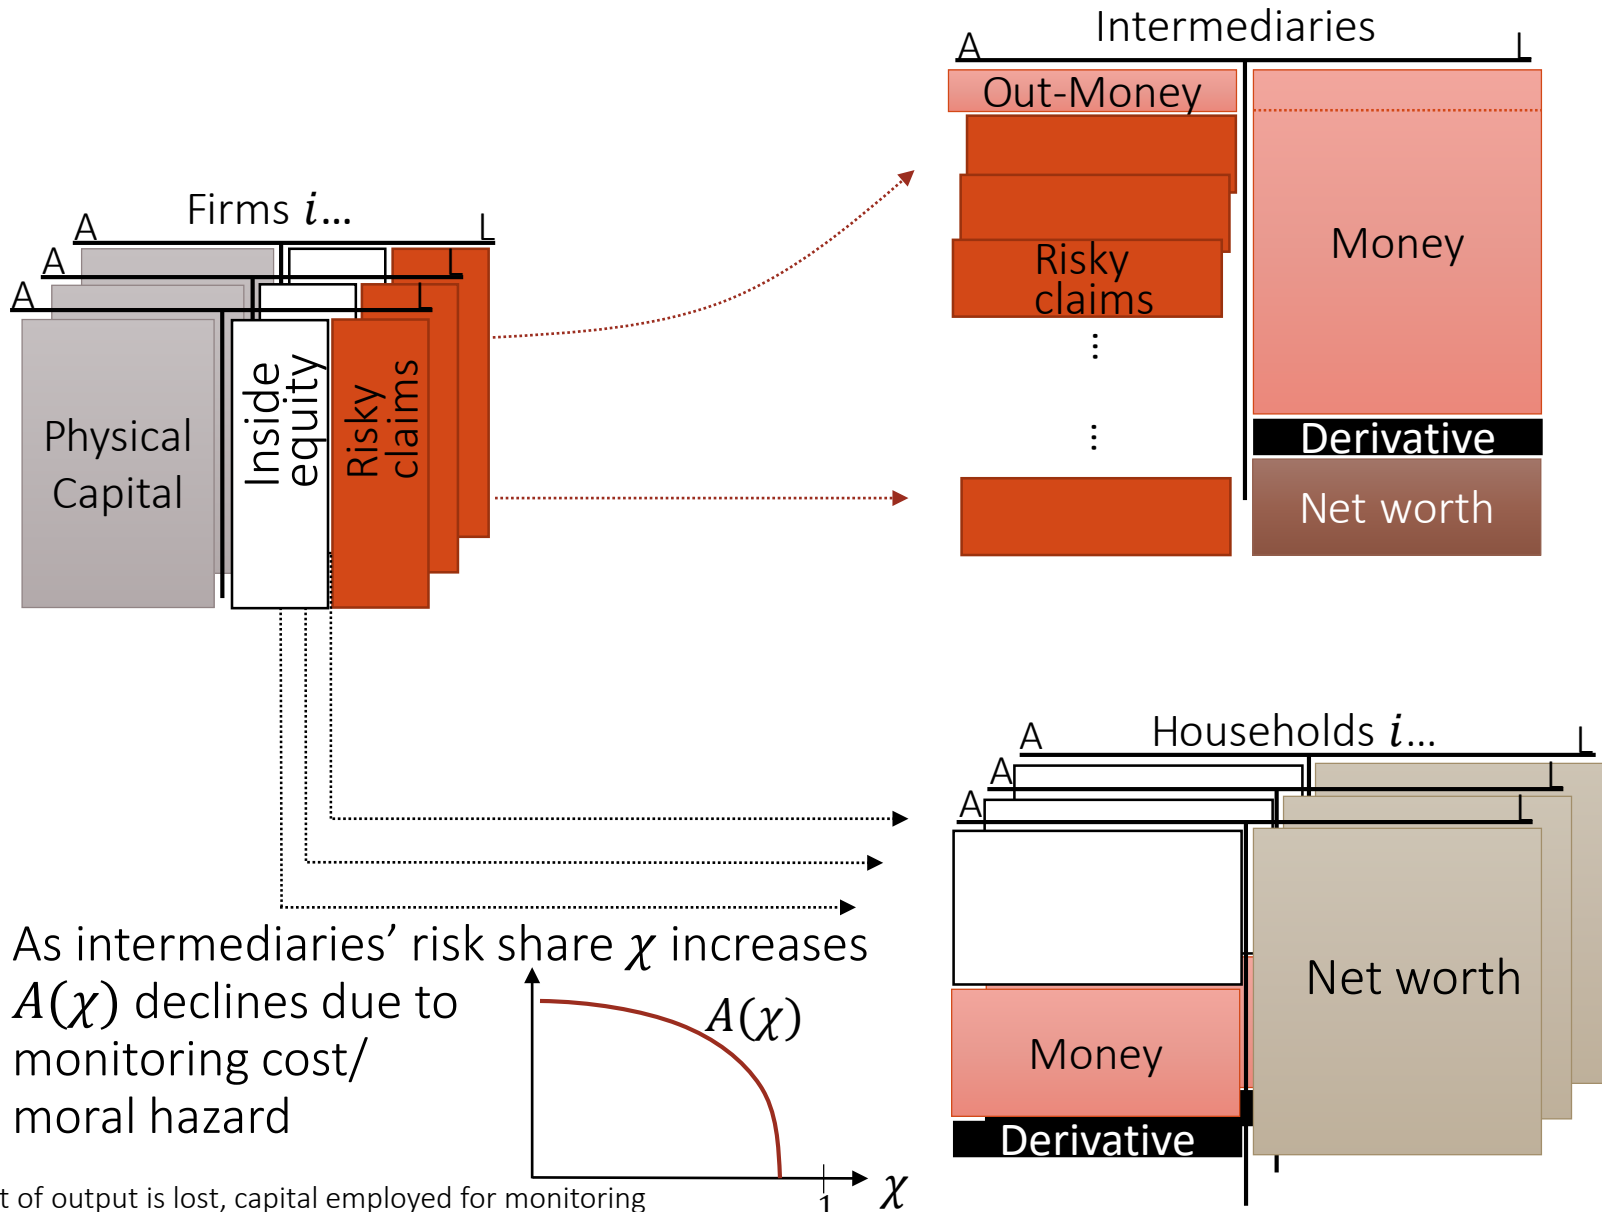 Intermediaries
A L
Out-Money
Risky
claims
⋮
⋮
Money
Derivative
Net worth
Firms i…
A L
A L
A L
Physical
Capital
Inside
equity
Risky
claims
Households i…
A L
A L
A L
Money
Derivative
Net worth
As intermediaries’ risk share χ increases
A(χ) declines due to
monitoring cost/
moral hazard
A(χ)
1
χ
of output is lost, capital employed for monitoring